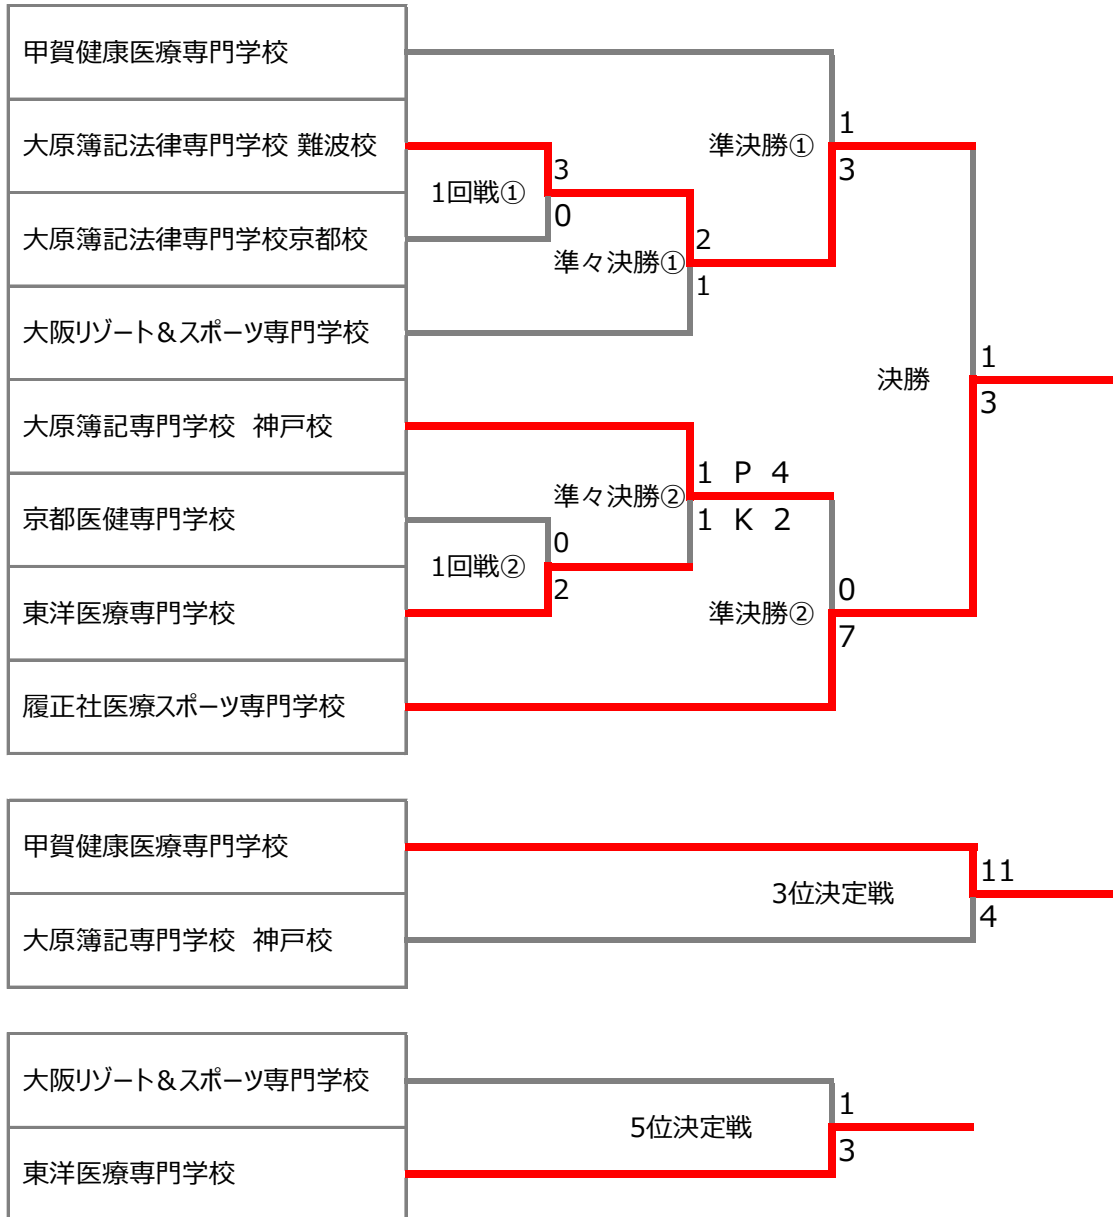 甲賀健康医療専門学校
1
大原簿記法律専門学校 難波校
準決勝①
3
3
1回戦①
0
大原簿記法律専門学校京都校
2
準々決勝①
1
大阪リゾート＆スポーツ専門学校
1
決勝
3
大原簿記専門学校 神戸校
1 P 4
準々決勝②
1 K 2
京都医健専門学校
0
1回戦②
2
0
東洋医療専門学校
準決勝②
7
履正社医療スポーツ専門学校
甲賀健康医療専門学校
11
3位決定戦
4
大原簿記専門学校 神戸校
大阪リゾート＆スポーツ専門学校
1
5位決定戦
3
東洋医療専門学校